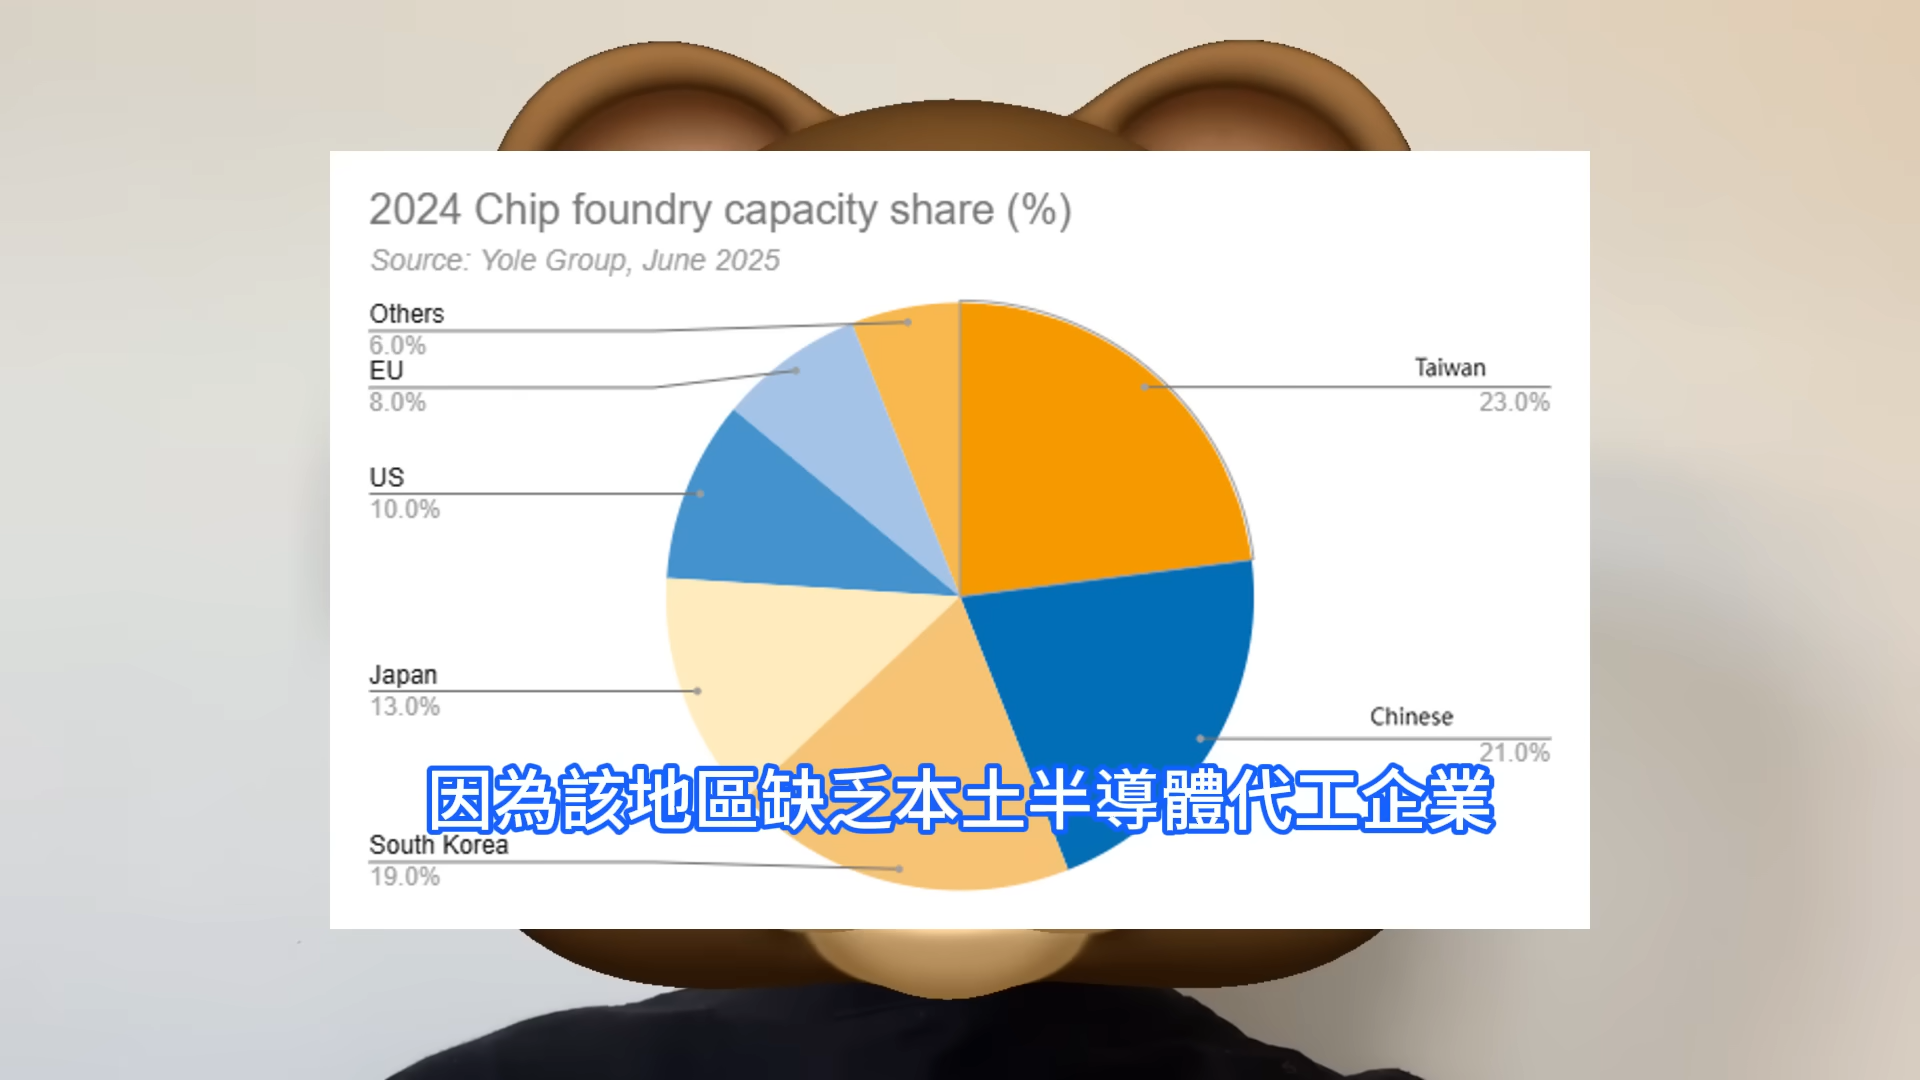 2024 Chip foundry capacity share (%)
Source: Yole Group, June 2025
Others
6.0%
EU
8.0%
US
10.0%
Japan
13.0%
South Korea
19.0%
Taiwan
23.0%
Chinese
21.0%
因為該地區缺乏本土半導體代工企業